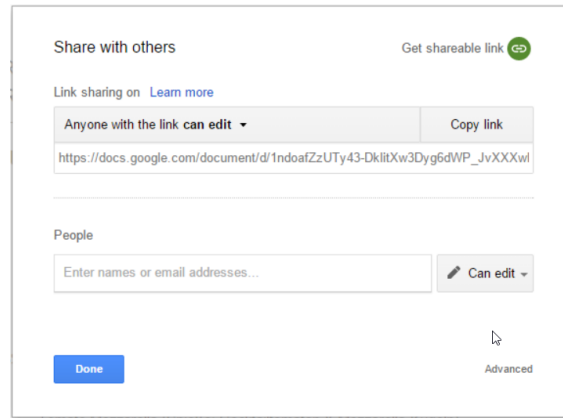 Share with others
Get shareable link
Link sharing on Learn more
Anyone with the link can edit
Copy link
https://docs.google.com/document/d/1ndoafZzUTy43-DklitXw3Dyg6dWP_JvXXXwl
People
Enter names or email addresses...
Can edit
Done
Advanced